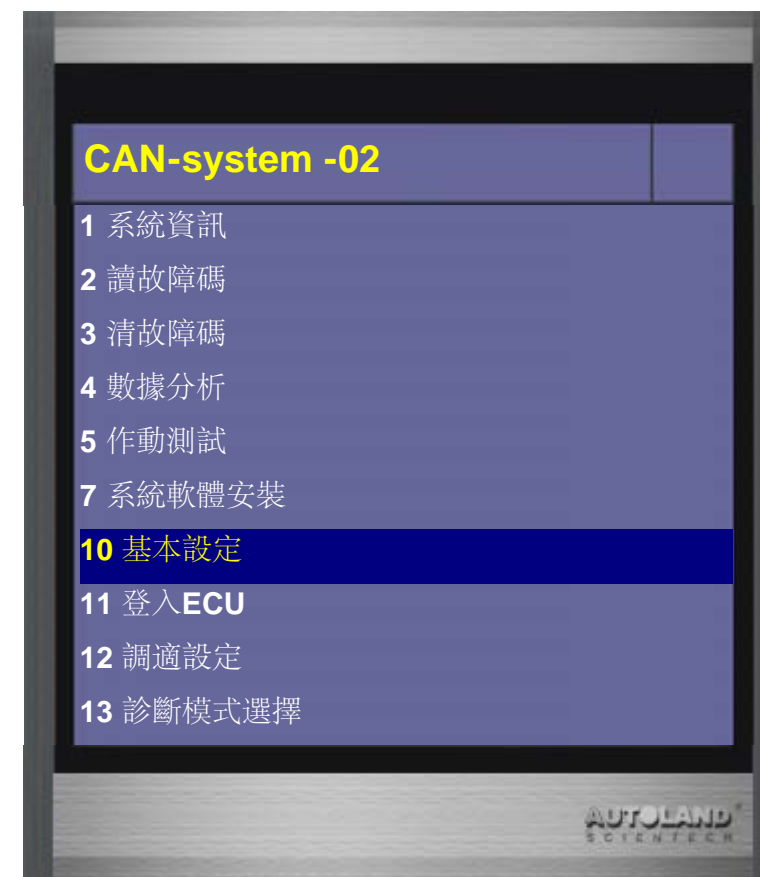 CAN-system -02
1 系統資訊
2 讀故障碼
3 清故障碼
4 數據分析
5 作動測試
7 系統軟體安裝
10 基本設定
11 登入ECU
12 調適設定
13 診斷模式選擇
AUTOLAND
SCIENTECH